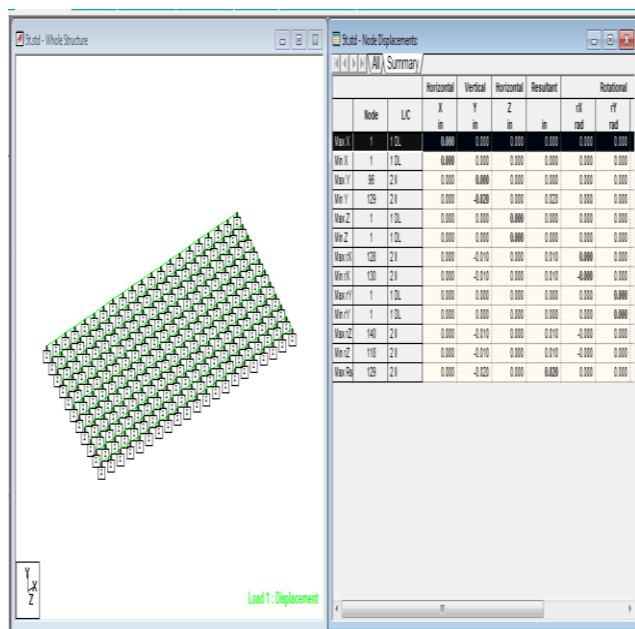 St.std - Whole Structure
Y
X
Z
Load 1 : Displacement
St.std - Node Displacements:
All Summary
Horizontal Vertical Horizontal Resultant Rotational
Node L/C X in Y in Z in in rX rad rY rad
Max X 1 1 DL 0.000 0.000 0.000 0.000 0.000 0.000
Min X 1 1 DL 0.000 0.000 0.000 0.000 0.000 0.000
Max Y 96 2 ll 0.000 0.000 0.000 0.000 0.000 0.000
Min Y 129 2 ll 0.000 -0.020 0.000 0.020 0.000 0.000
Max Z 1 1 DL 0.000 0.000 0.000 0.000 0.000 0.000
Min Z 1 1 DL 0.000 0.000 0.000 0.000 0.000 0.000
Max rX 128 2 ll 0.000 -0.010 0.000 0.010 0.000 0.000
Min rX 130 2 ll 0.000 -0.010 0.000 0.010 -0.000 0.000
Max rY 1 1 DL 0.000 0.000 0.000 0.000 0.000 0.000
Min rY 1 1 DL 0.000 0.000 0.000 0.000 0.000 0.000
Max rZ 140 2 ll 0.000 -0.010 0.000 0.010 -0.000 0.000
Min rZ 118 2 ll 0.000 -0.010 0.000 0.010 -0.000 0.000
Max Rs 129 2 ll 0.000 -0.020 0.000 0.020 0.000 0.000